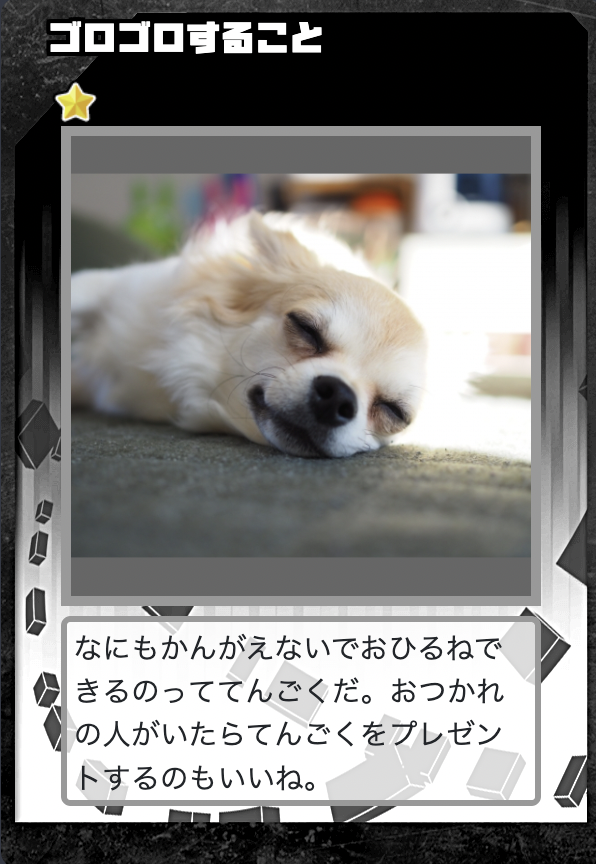 ゴロゴロすること
なにもかんがえないでおひるねで
きるのっててんごくだ。おつかれ
の人がいたらてんごくをプレゼン
トするのもいいね。